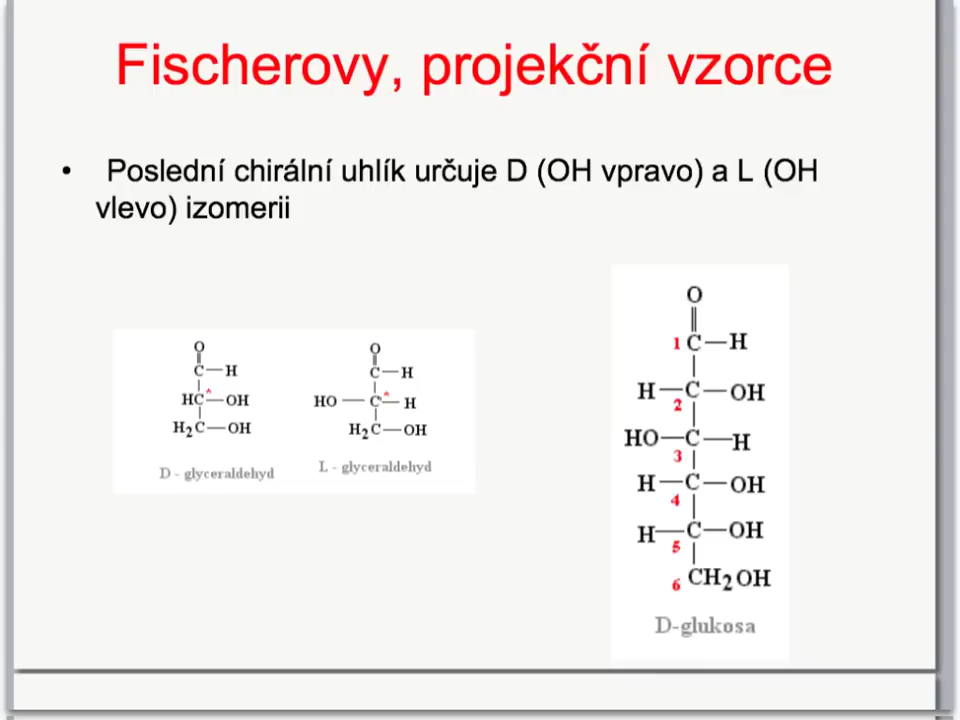 Fischerovy, projekční vzorce
• Poslední chirální uhlík určuje D (OH vpravo) a L (OH
vlevo) izomerii
O
C—H
HC*—OH
H2C—OH
D - glyceraldehyd
O
C—H
HO—C*—H
H2C—OH
L - glyceraldehyd
O
1 C—H
H—C—OH
2
HO—C—H
3
H—C—OH
4
H—C—OH
5
6 CH2OH
D-glukosa